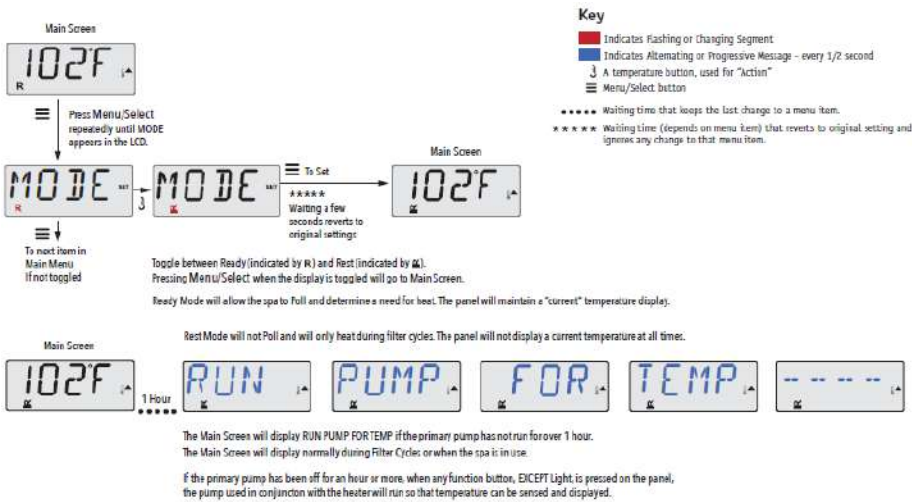 Main Screen
102°F
R
Press Menu/Select
repeatedly until MODE
appears in the LCD.
MODE SET
R
MODE SET
To Set
*****
Waiting a few
seconds reverts to
original settings
Main Screen
102°F
To next item in
Main Menu
If not toggled
Key
Indicates Flashing or Changing Segment
Indicates Alternating or Progressive Message - every 1/2 second
A temperature button, used for "Action"
Menu/Select button
••••• Waiting time that keeps the last change to a menu item.
***** Waiting time (depends on menu item) that reverts to original setting and
ignores any change to that menu item.
Toggle between Ready (indicated by R) and Rest (indicated by RR).
Pressing Menu/Select when the display is toggled will go to Main Screen.
Ready Mode will allow the spa to Poll and determine a need for heat. The panel will maintain a "current" temperature display.
Rest Mode will not Poll and will only heat during filter cycles. The panel will not display a current temperature at all times.
Main Screen
102°F
1 Hour
•••••
RUN
PUMP
FOR
TEMP
- - - -
The Main Screen will display RUN PUMP FOR TEMP if the primary pump has not run for over 1 hour.
The Main Screen will display normally during Filter Cycles or when the spa is in use.
If the primary pump has been off for an hour or more, when any function button, EXCEPT Light, is pressed on the panel,
the pump used in conjuncton with the heater will run so that temperature can be sensed and displayed.